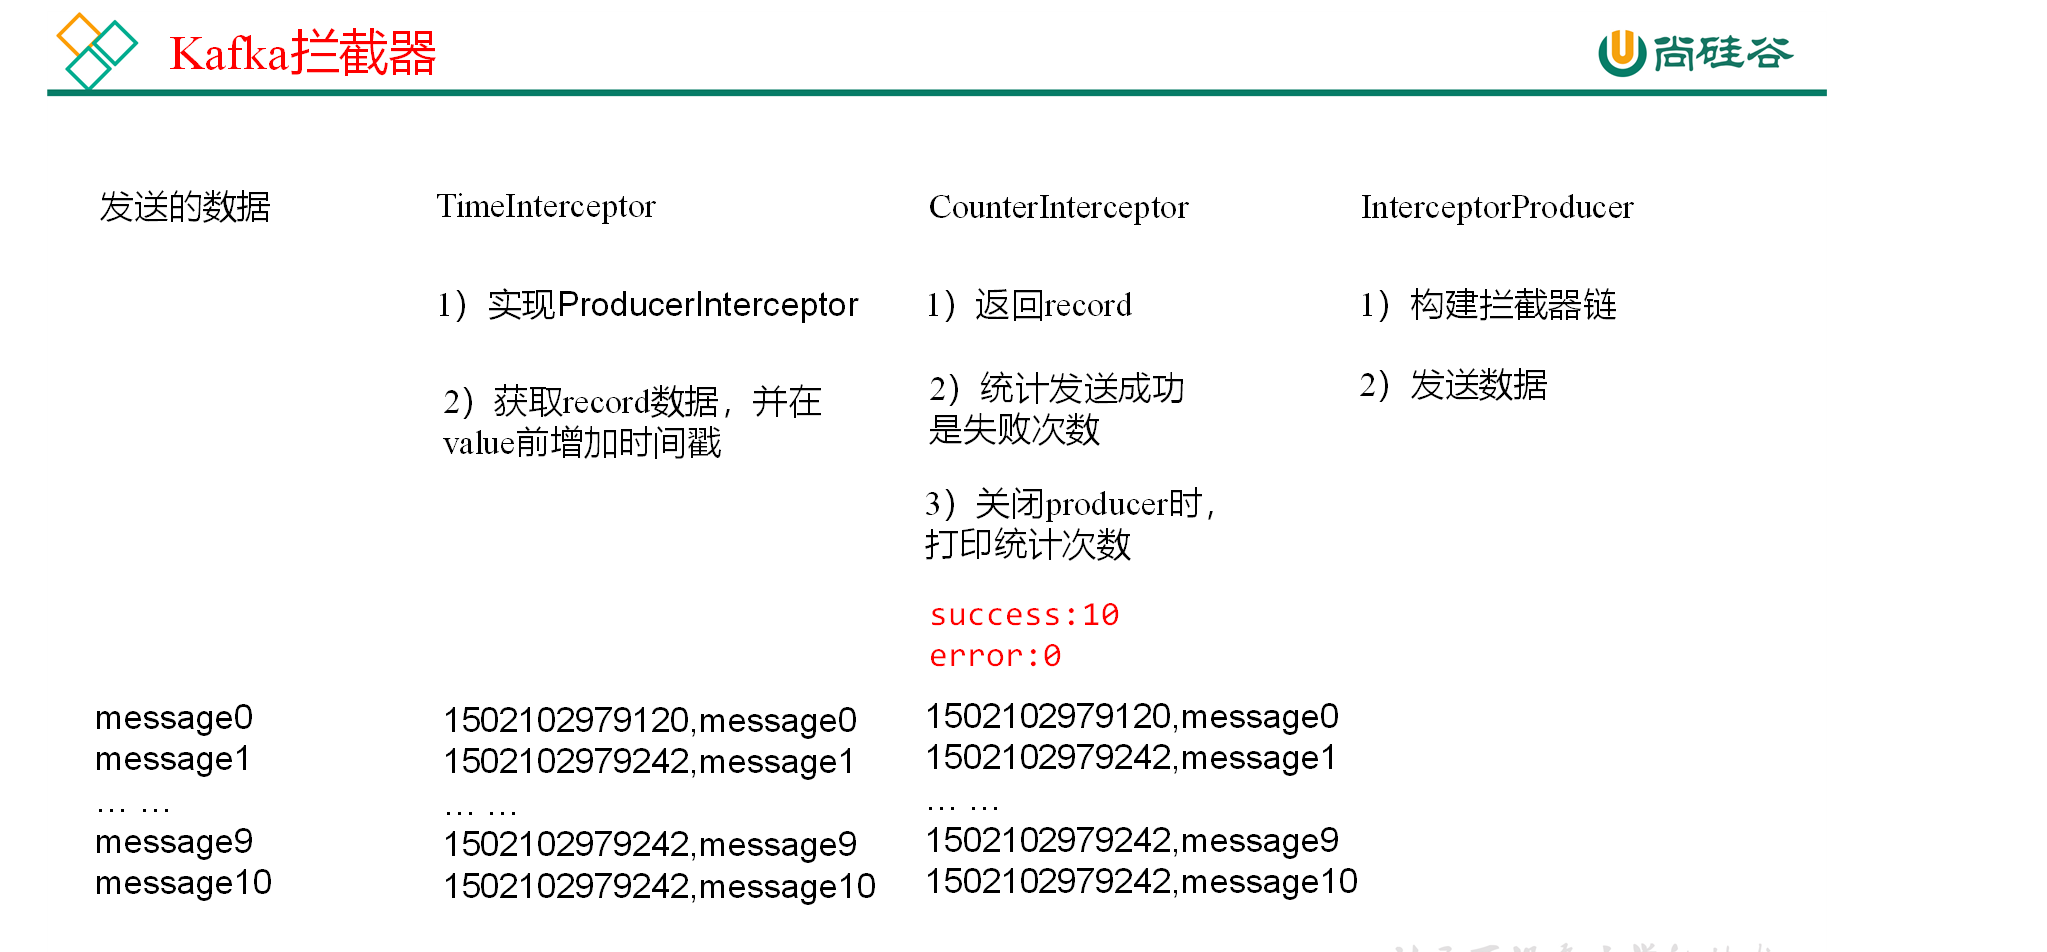 Kafka拦截器
尚硅谷
发送的数据
TimeInterceptor
CounterInterceptor
InterceptorProducer
1）实现ProducerInterceptor
2）获取record数据，并在
value前增加时间戳
1）返回record
2）统计发送成功
是失败次数
3）关闭producer时，
打印统计次数
success:10
error:0
1）构建拦截器链
2）发送数据
message0
message1
… …
message9
message10
1502102979120,message0
1502102979242,message1
… …
1502102979242,message9
1502102979242,message10
1502102979120,message0
1502102979242,message1
… …
1502102979242,message9
1502102979242,message10